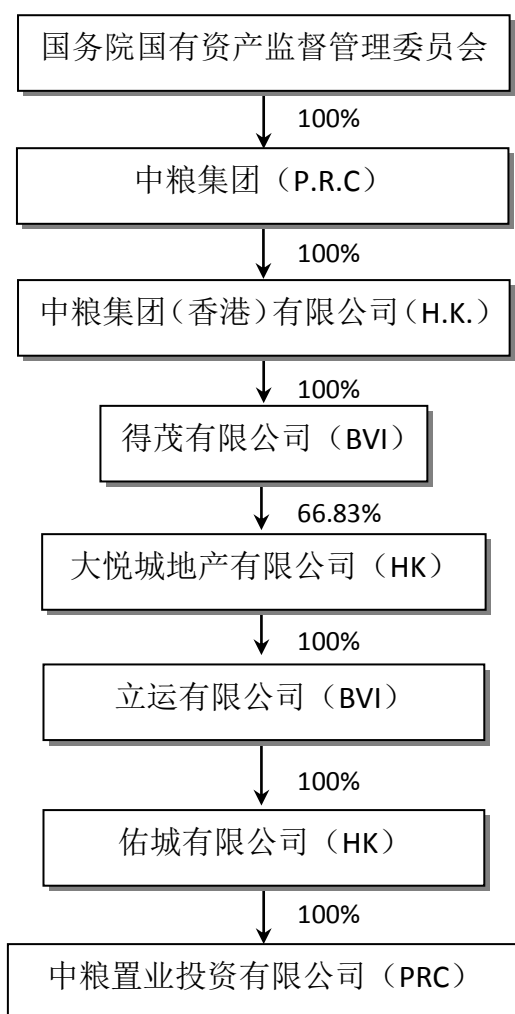 国务院国有资产监督管理委员会
100%
中粮集团（P.R.C）
100%
中粮集团（香港）有限公司（H.K.）
100%
得茂有限公司（BVI）
66.83%
大悦城地产有限公司（HK）
100%
立运有限公司（BVI）
100%
佑城有限公司（HK）
100%
中粮置业投资有限公司（PRC）